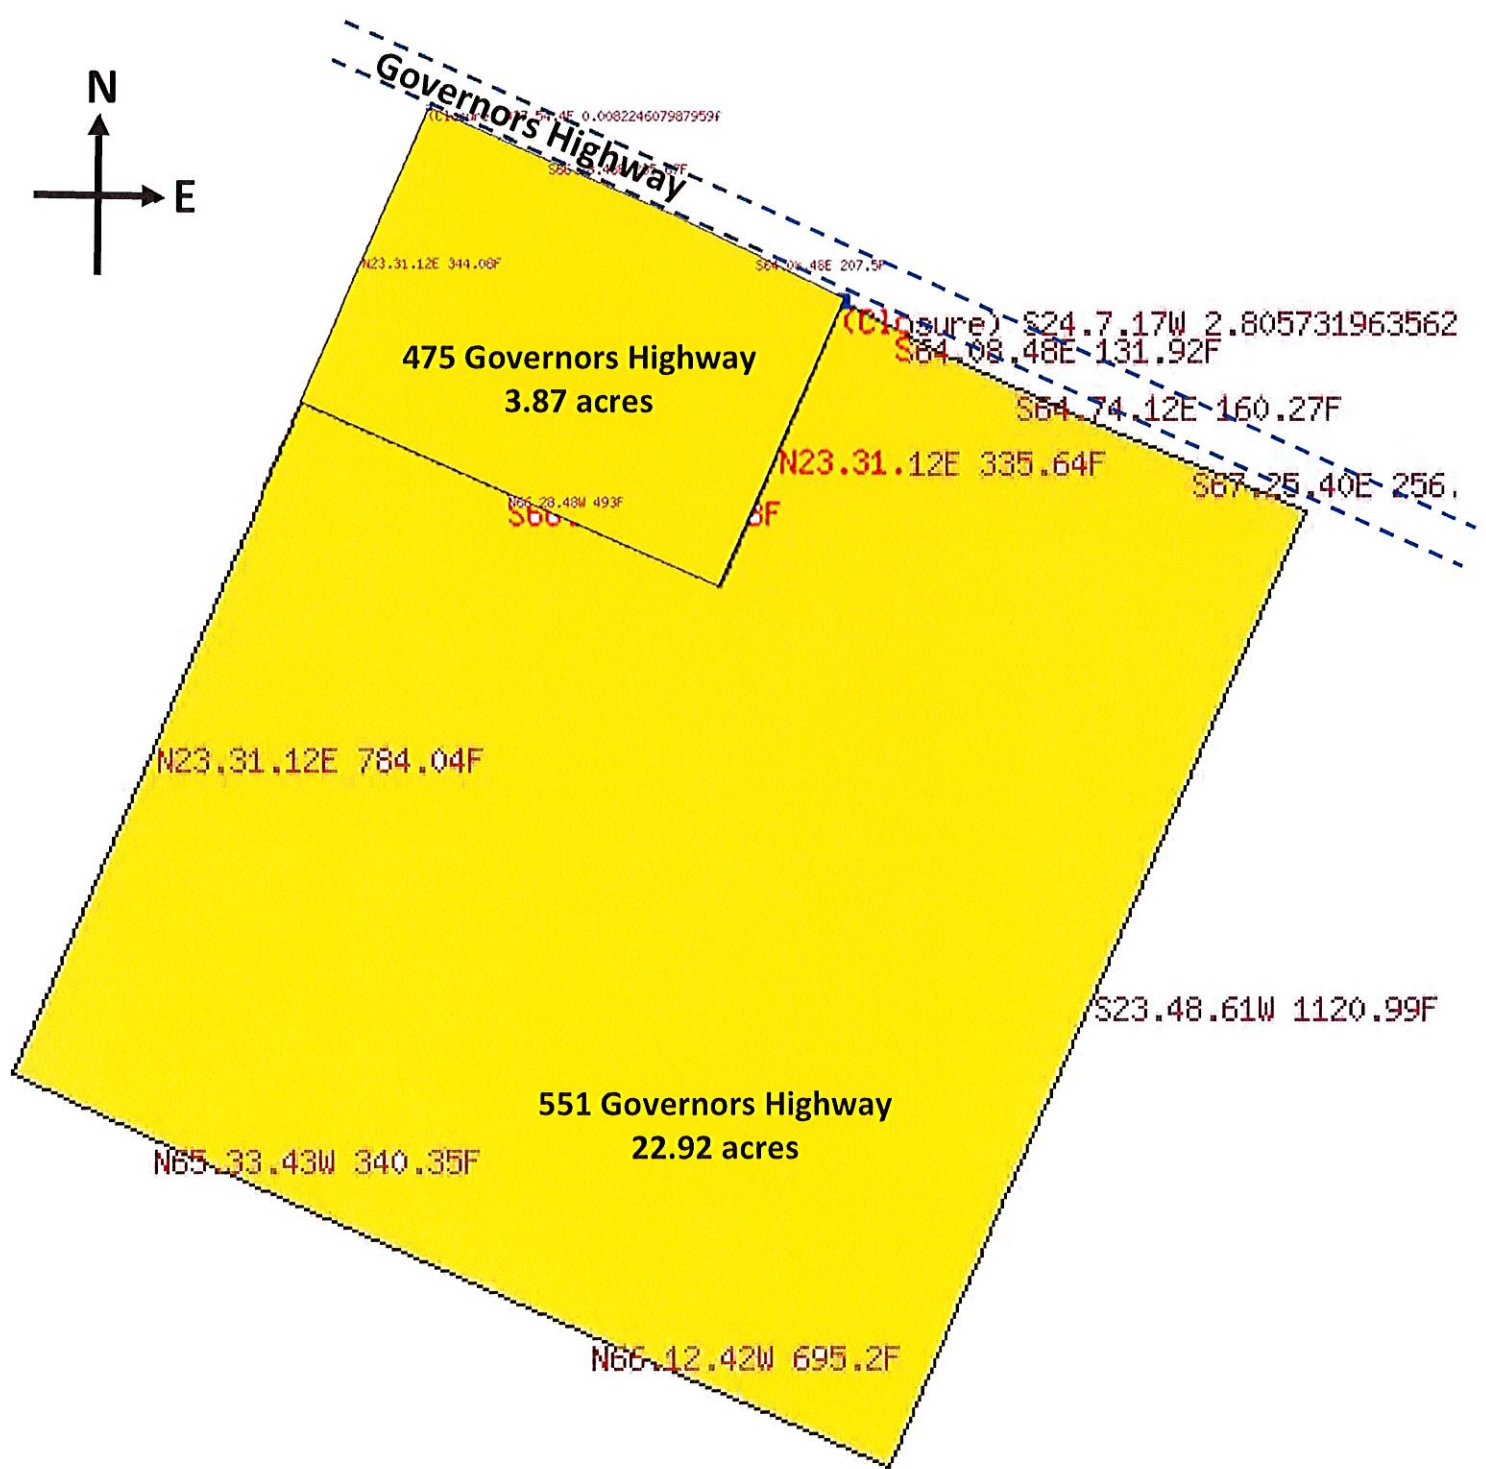 N
E
Governors Highway
0.008224607987959f
N23.31.12E 344.08F
S64.08.48E 207.5F
475 Governors Highway
3.87 acres
(Closure) S24.7.17W 2.805731963562
S64.08.48E 131.92F
S64.74.12E 160.27F
N23.31.12E 335.64F
S67.25.40E 256.
N66.28.48W 493F
N23.31.12E 784.04F
S23.48.61W 1120.99F
551 Governors Highway
22.92 acres
N65.33.43W 340.35F
N66.12.42W 695.2F